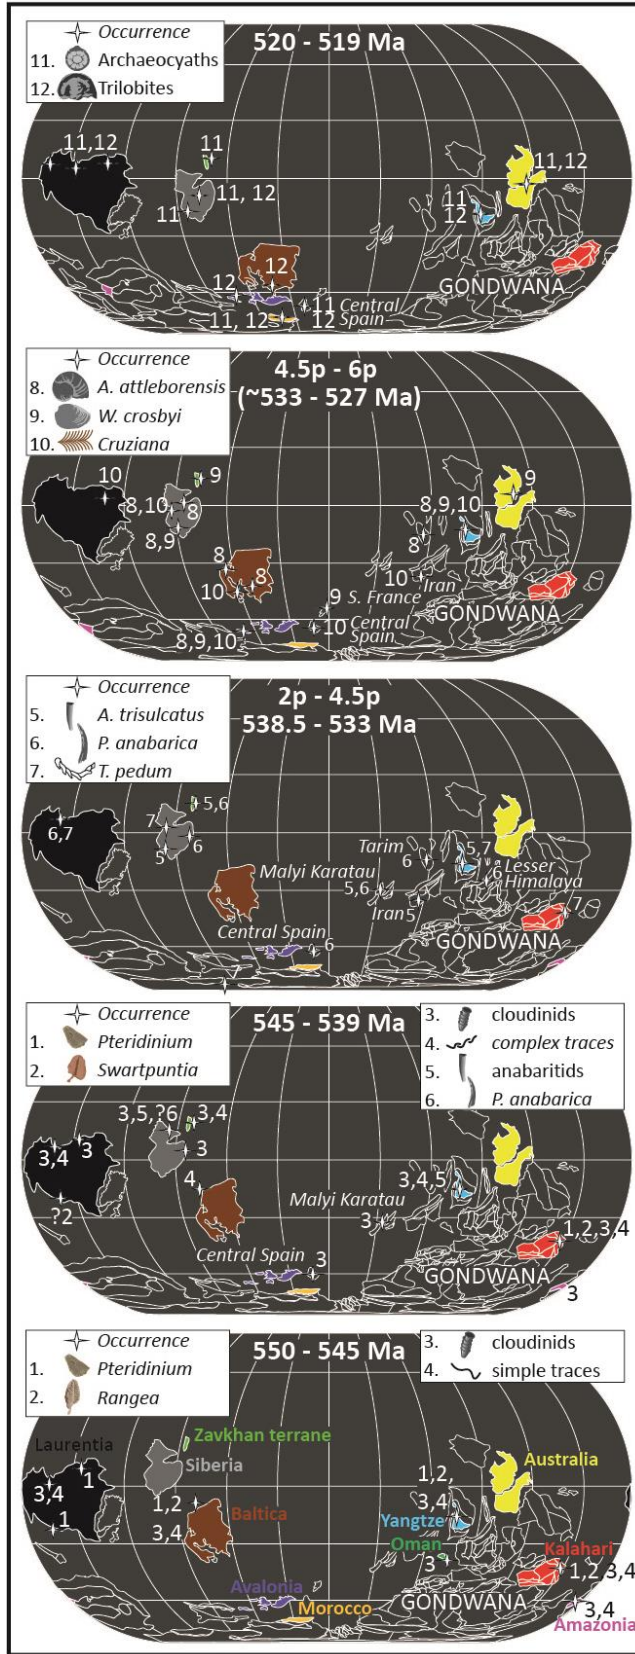 520 - 519 Ma
Occurrence
11. Archaeocyaths
12. Trilobites
11,12
11
11, 12
11
11,12
11
12
12
12
11, 12
11
12
Central
Spain
GONDWANA
4.5p - 6p
(~533 - 527 Ma)
Occurrence
8. A. attleborensis
9. W. crosbyi
10. Cruziana
10
9
8,10
8
8,9
9
8,9,10
8
8
10
8
10
Iran
9
S. France
GONDWANA
8,9,10
10
Central
Spain
2p - 4.5p
538.5 - 533 Ma
Occurrence
5. A. trisulcatus
6. P. anabarica
7. T. pedum
6,7
5,6
7
6
5
Tarim
6
5,7
6
Lesser
Himalaya
Malyi Karatau
5,6
Iran
5
7
Central Spain
6
GONDWANA
7
545 - 539 Ma
Occurrence
1. Pteridinium
2. Swartpuntia
3. cloudinids
4. complex traces
5. anabaritids
6. P. anabarica
3,4
3
?2
3,5,?6
3,4
3
4
3,4,5
Malyi Karatau
3
1,2,3,4
Central Spain
3
GONDWANA
3
550 - 545 Ma
Occurrence
1. Pteridinium
2. Rangea
3. cloudinids
4. simple traces
Laurentia
Zavkhan terrane
Siberia
1
3,4
1
1,2
3,4
Baltica
1,2,
3,4
Yangtze
Australia
Oman
3
Kalahari
1,2 3,4
Avalonia
Morocco
GONDWANA
3,4
Amazonia